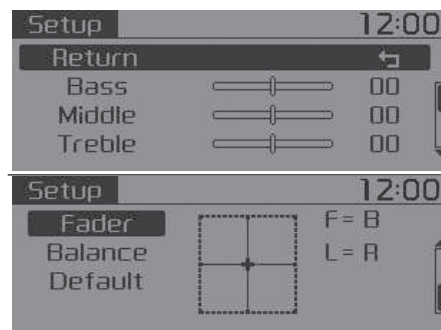 Setup 12:00
Return
Bass 00
Middle 00
Treble 00
Setup 12:00
Fader F = B
Balance L = R
Default